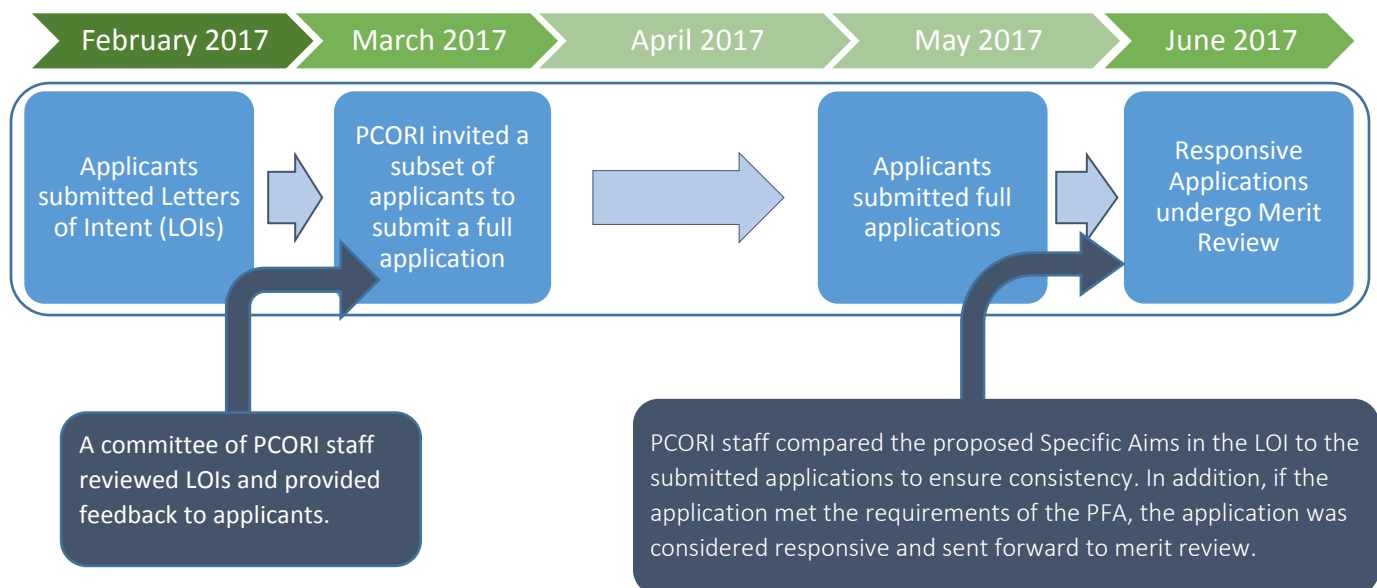 February 2017
March 2017
April 2017
May 2017
June 2017
Applicants
submitted Letters
of Intent (LOIs)
PCORI invited a
subset of
applicants to
submit a full
application
Applicants
submitted full
applications
Responsive
Applications
undergo Merit
Review
A committee of PCORI staff
reviewed LOIs and provided
feedback to applicants.
PCORI staff compared the proposed Specific Aims in the LOI to the
submitted applications to ensure consistency. In addition, if the
application met the requirements of the PFA, the application was
considered responsive and sent forward to merit review.